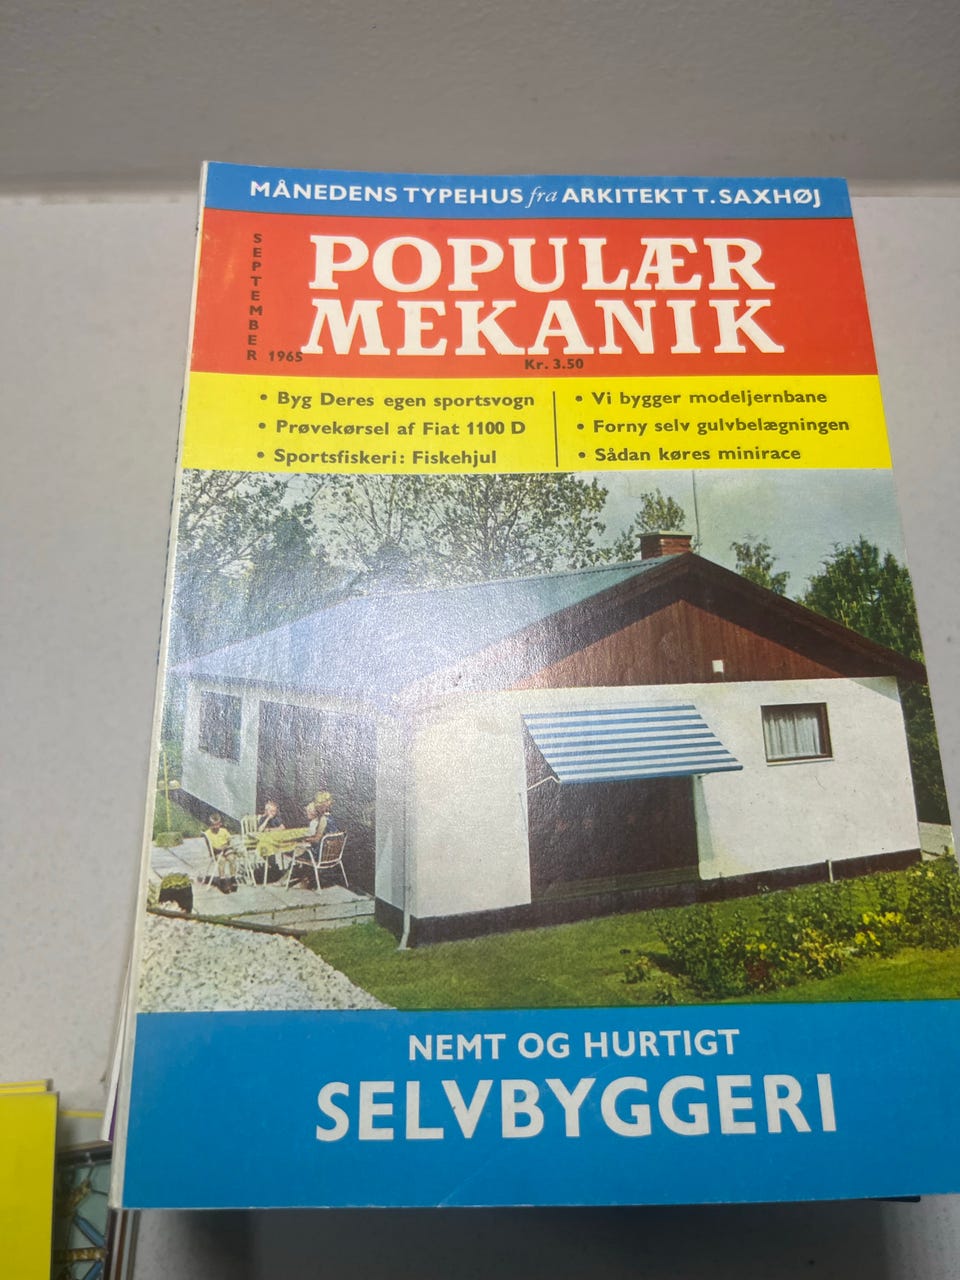 MÅNEDENS TYPEHUS fra ARKITEKT T. SAXHØJ
SEPTEMBER 1965
POPULÆR
MEKANIK
Kr. 3.50
• Byg Deres egen sportsvogn
• Prøvekørsel af Fiat 1100 D
• Sportsfiskeri: Fiskehjul
• Vi bygger modeljernbane
• Forny selv gulvbelægningen
• Sådan køres minirace
NEMT OG HURTIGT
SELVBYGGERI